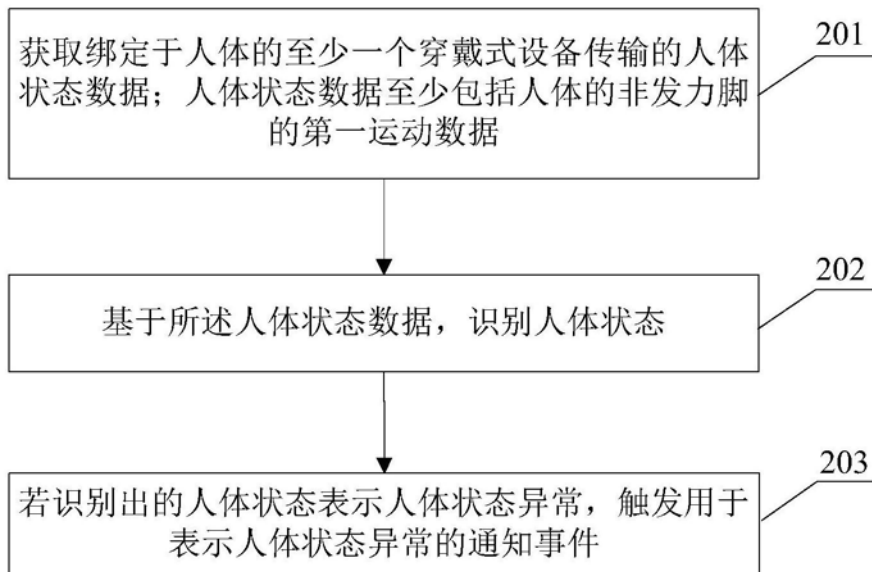 获取绑定于人体的至少一个穿戴式设备传输的人体
状态数据；人体状态数据至少包括人体的非发力脚
的第一运动数据
201
基于所述人体状态数据，识别人体状态
202
若识别出的人体状态表示人体状态异常，触发用于
表示人体状态异常的通知事件
203